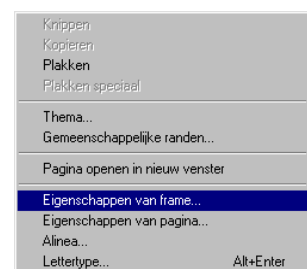 Knippen
Kopieren
Plakken
Plakken speciaal
Thema...
Gemeenschappelijke randen...
Pagina openen in nieuw venster
Eigenschappen van frame...
Eigenschappen van pagina...
Alinea...
Lettertype... Alt+Enter